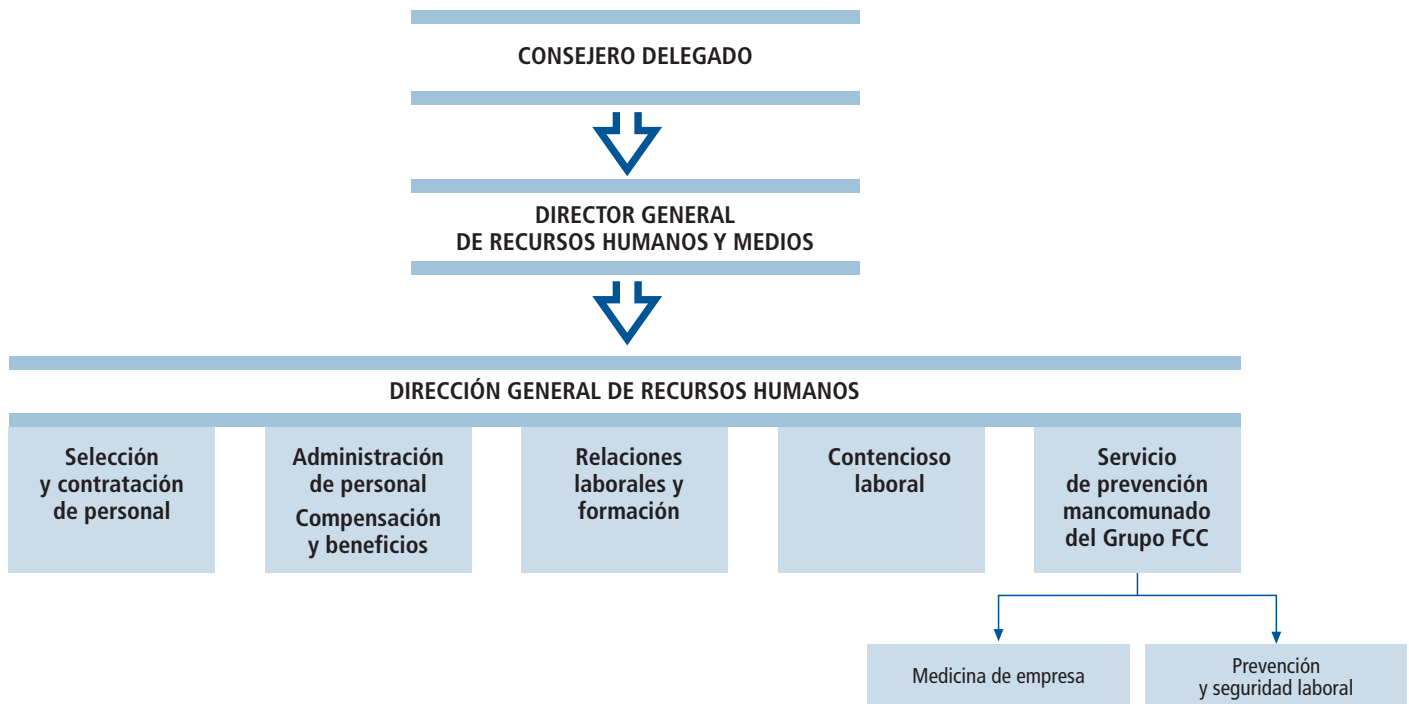 CONSEJERO DELEGADO
DIRECTOR GENERAL
DE RECURSOS HUMANOS Y MEDIOS
DIRECCIÓN GENERAL DE RECURSOS HUMANOS
Selección
y contratación
de personal
Administración
de personal
Compensación
y beneficios
Relaciones
laborales y
formación
Contencioso
laboral
Servicio
de prevención
mancomunado
del Grupo FCC
Medicina de empresa
Prevención
y seguridad laboral